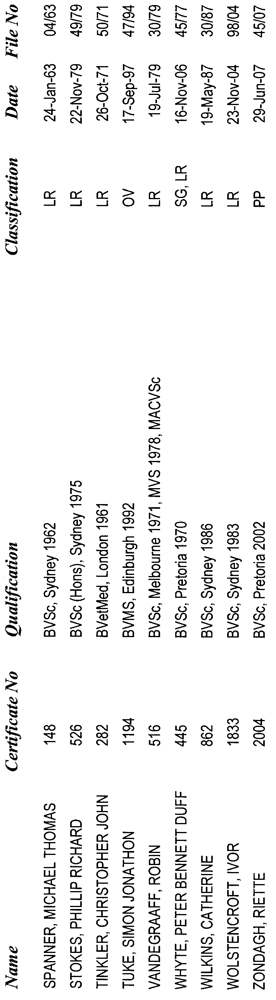 Name Certificate No Qualification Classification Date File No
SPANNER, MICHAEL THOMAS 148 BVSc, Sydney 1962 LR 24-Jan-63 04/63
STOKES, PHILLIP RICHARD 526 BVSc (Hons), Sydney 1975 LR 22-Nov-79 49/79
TINKLER, CHRISTOPHER JOHN 282 BVetMed, London 1961 LR 26-Oct-71 50/71
TUKE, SIMON JONATHON 1194 BVMS, Edinburgh 1992 OV 17-Sep-97 47/94
VANDEGRAAFF, ROBIN 516 BVSc, Melbourne 1971, MVS 1978, MACVSc LR 19-Jul-79 30/79
WHYTE, PETER BENNETT DUFF 445 BVSc, Pretoria 1970 SG, LR 16-Nov-06 45/77
WILKINS, CATHERINE 862 BVSc, Sydney 1986 LR 19-May-87 30/87
WOLSTENCROFT, IVOR 1833 BVSc, Sydney 1983 LR 23-Nov-04 98/04
ZONDAGH, RIETTE 2004 BVSc, Pretoria 2002 PP 29-Jun-07 45/07